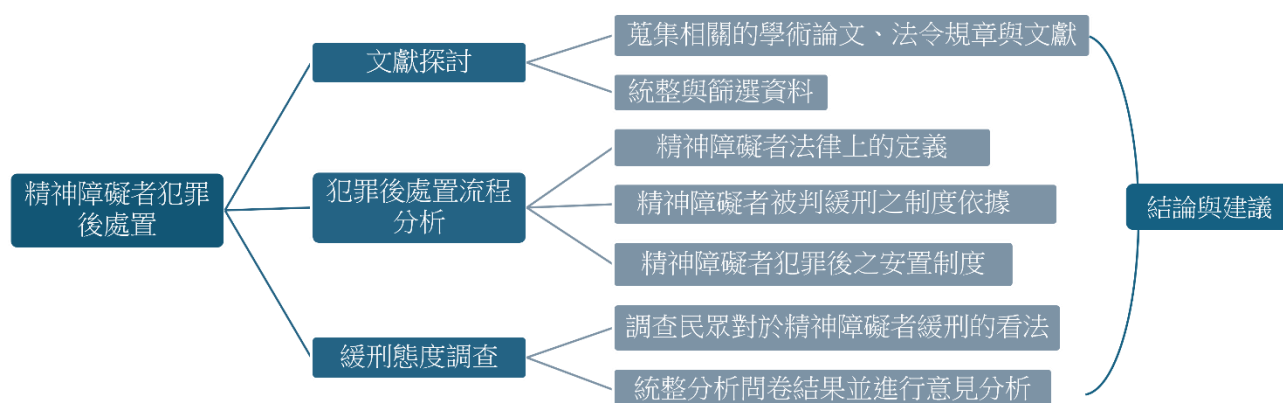 精神障礙者犯罪
後處置
文獻探討
蒐集相關的學術論文、法令規章與文獻
統整與篩選資料
犯罪後處置流程
分析
精神障礙者法律上的定義
精神障礙者被判緩刑之制度依據
精神障礙者犯罪後之安置制度
緩刑態度調查
調查民眾對於精神障礙者緩刑的看法
統整分析問卷結果並進行意見分析
結論與建議